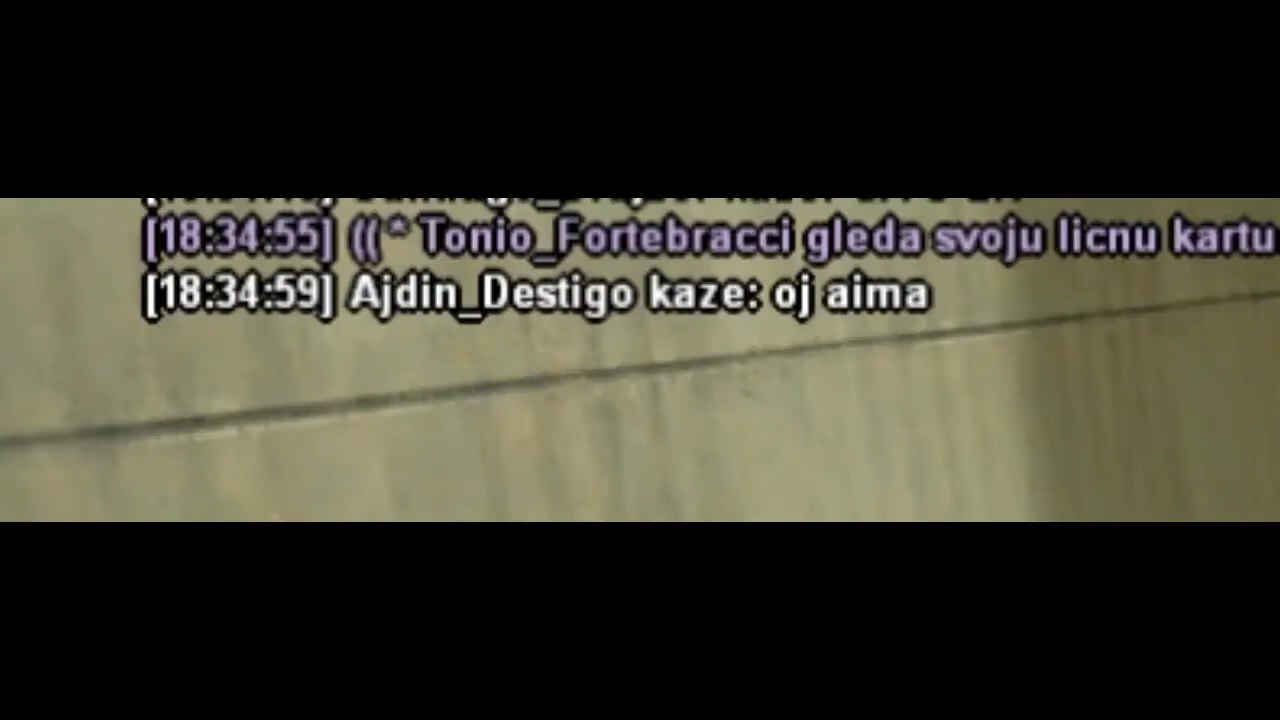 [18:34:55] ((* Tonio_Fortebracci gleda svoju licnu kartu
[18:34:59] Ajdin_Destigo kaze: oj aima